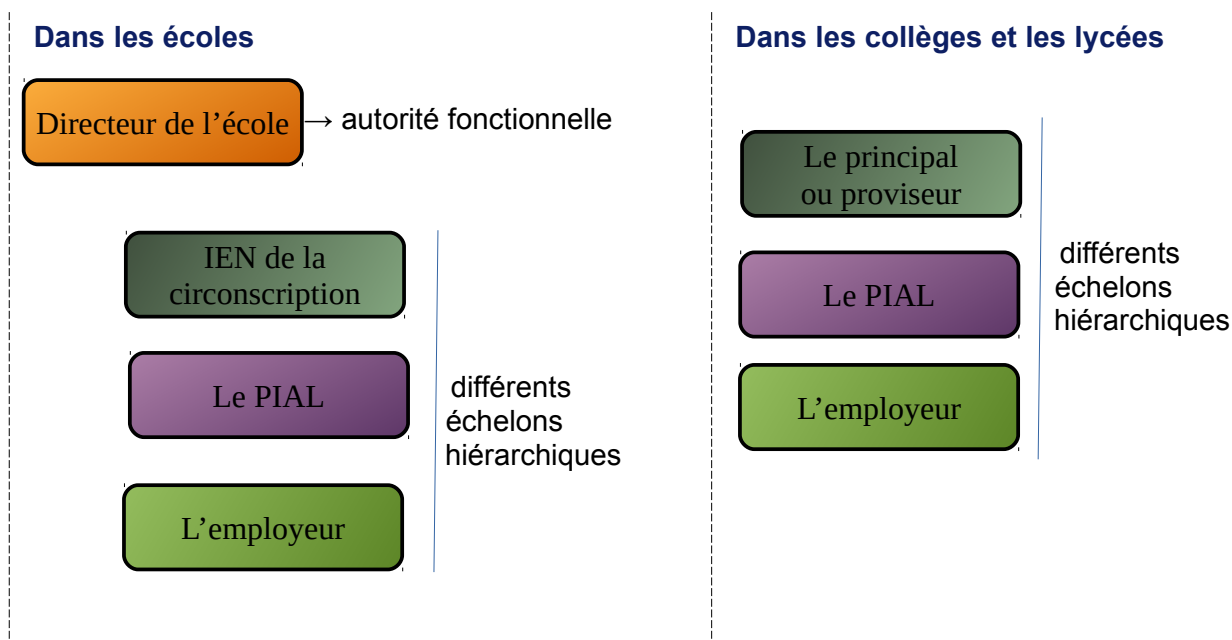 Dans les écoles
Directeur de l’école
→ autorité fonctionnelle
IEN de la
circonscription
Le PIAL
L’employeur
différents
échelons
hiérarchiques
Dans les collèges et les lycées
Le principal
ou proviseur
Le PIAL
L’employeur
différents
échelons
hiérarchiques